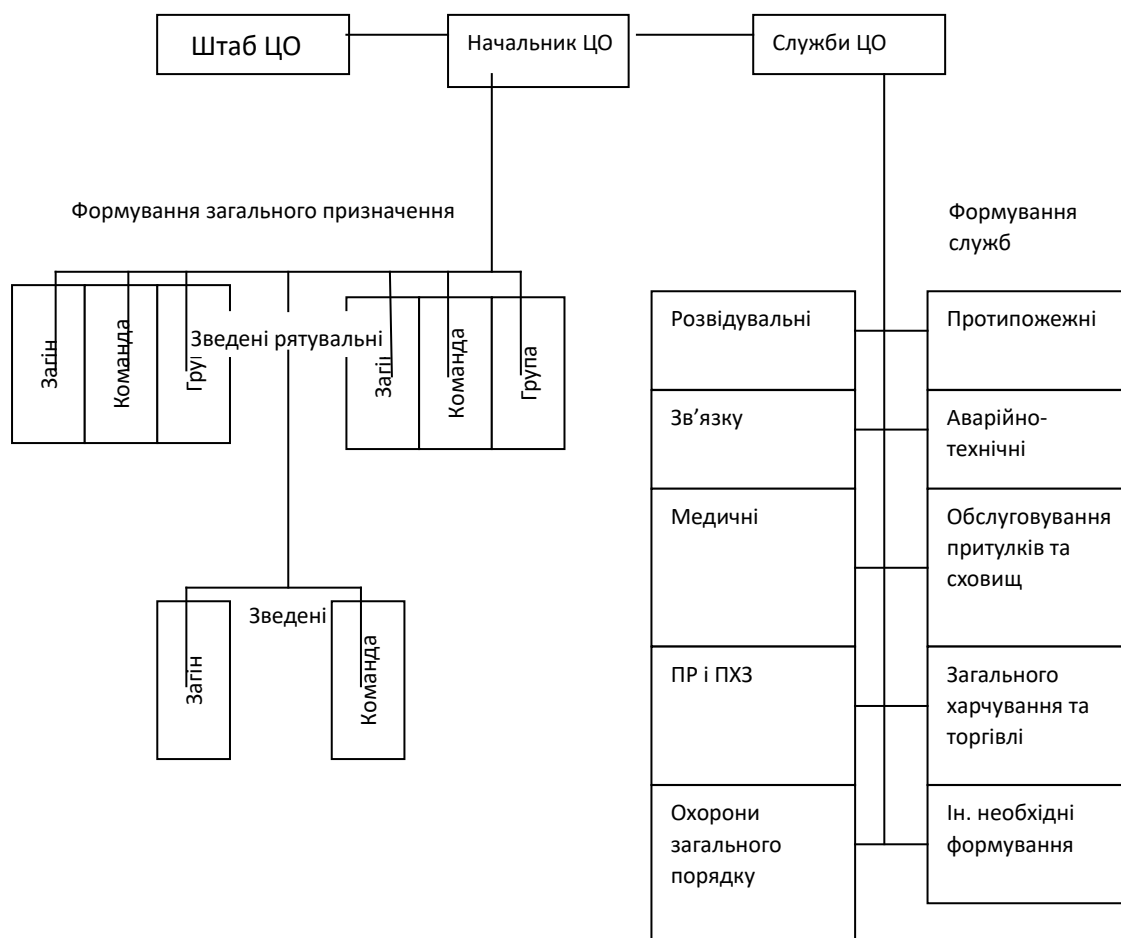 Штаб ЦО
Начальник ЦО
Служби ЦО
Формування загального призначення
Формування
служб
Загін
Команда
Зведені рятувальні
Команда
Група
Зведені
Загін
Команда
Розвідувальні
Протипожежні
Зв’язку
Аварійно-
технічні
Медичні
Обслуговування
притулків та
сховищ
ПР і ПХЗ
Загального
харчування та
торгівлі
Охорони
загального
порядку
Ін. необхідні
формування